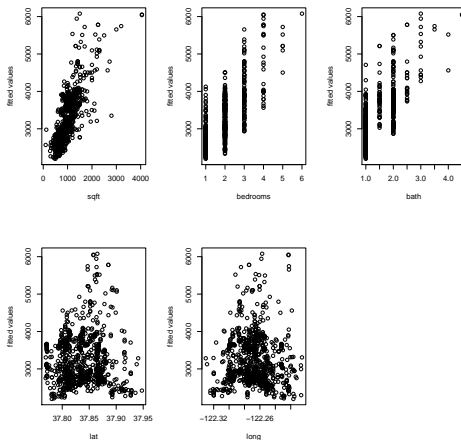 6000
5000
4000
3000
fitted values
0 1000 2000 3000 4000
sqft
6000
5000
4000
3000
fitted values
1 2 3 4 5 6
bedrooms
6000
5000
4000
3000
fitted values
1.0 2.0 3.0 4.0
bath
6000
5000
4000
3000
fitted values
37.80 37.85 37.90 37.95
lat
6000
5000
4000
3000
fitted values
−122.32 −122.26
long